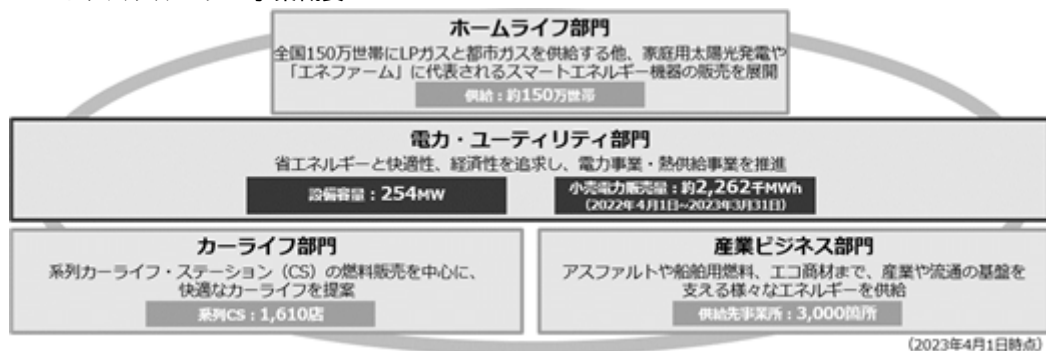 ホームライフ部門
全国150万世帯にLPガスと都市ガスを供給する他、家庭用太陽光発電や
「エネファーム」に代表されるスマートエネルギー機器の販売を展開
供給：約150万世帯
電力・ユーティリティ部門
省エネルギーと快適性、経済性を追求し、電力事業・熱供給事業を推進
設備容量：254MW
小売電力販売量：約2,262千MWh
（2022年4月1日~2023年3月31日）
カーライフ部門
系列カーライフ・ステーション（CS）の燃料販売を中心に、
快適なカーライフを提案
系列CS：1,610店
産業ビジネス部門
アスファルトや船舶用燃料、エコ商材まで、産業や流通の基盤を
支える様々なエネルギーを供給
供給先事業所：3,000箇所
（2023年4月1日時点）